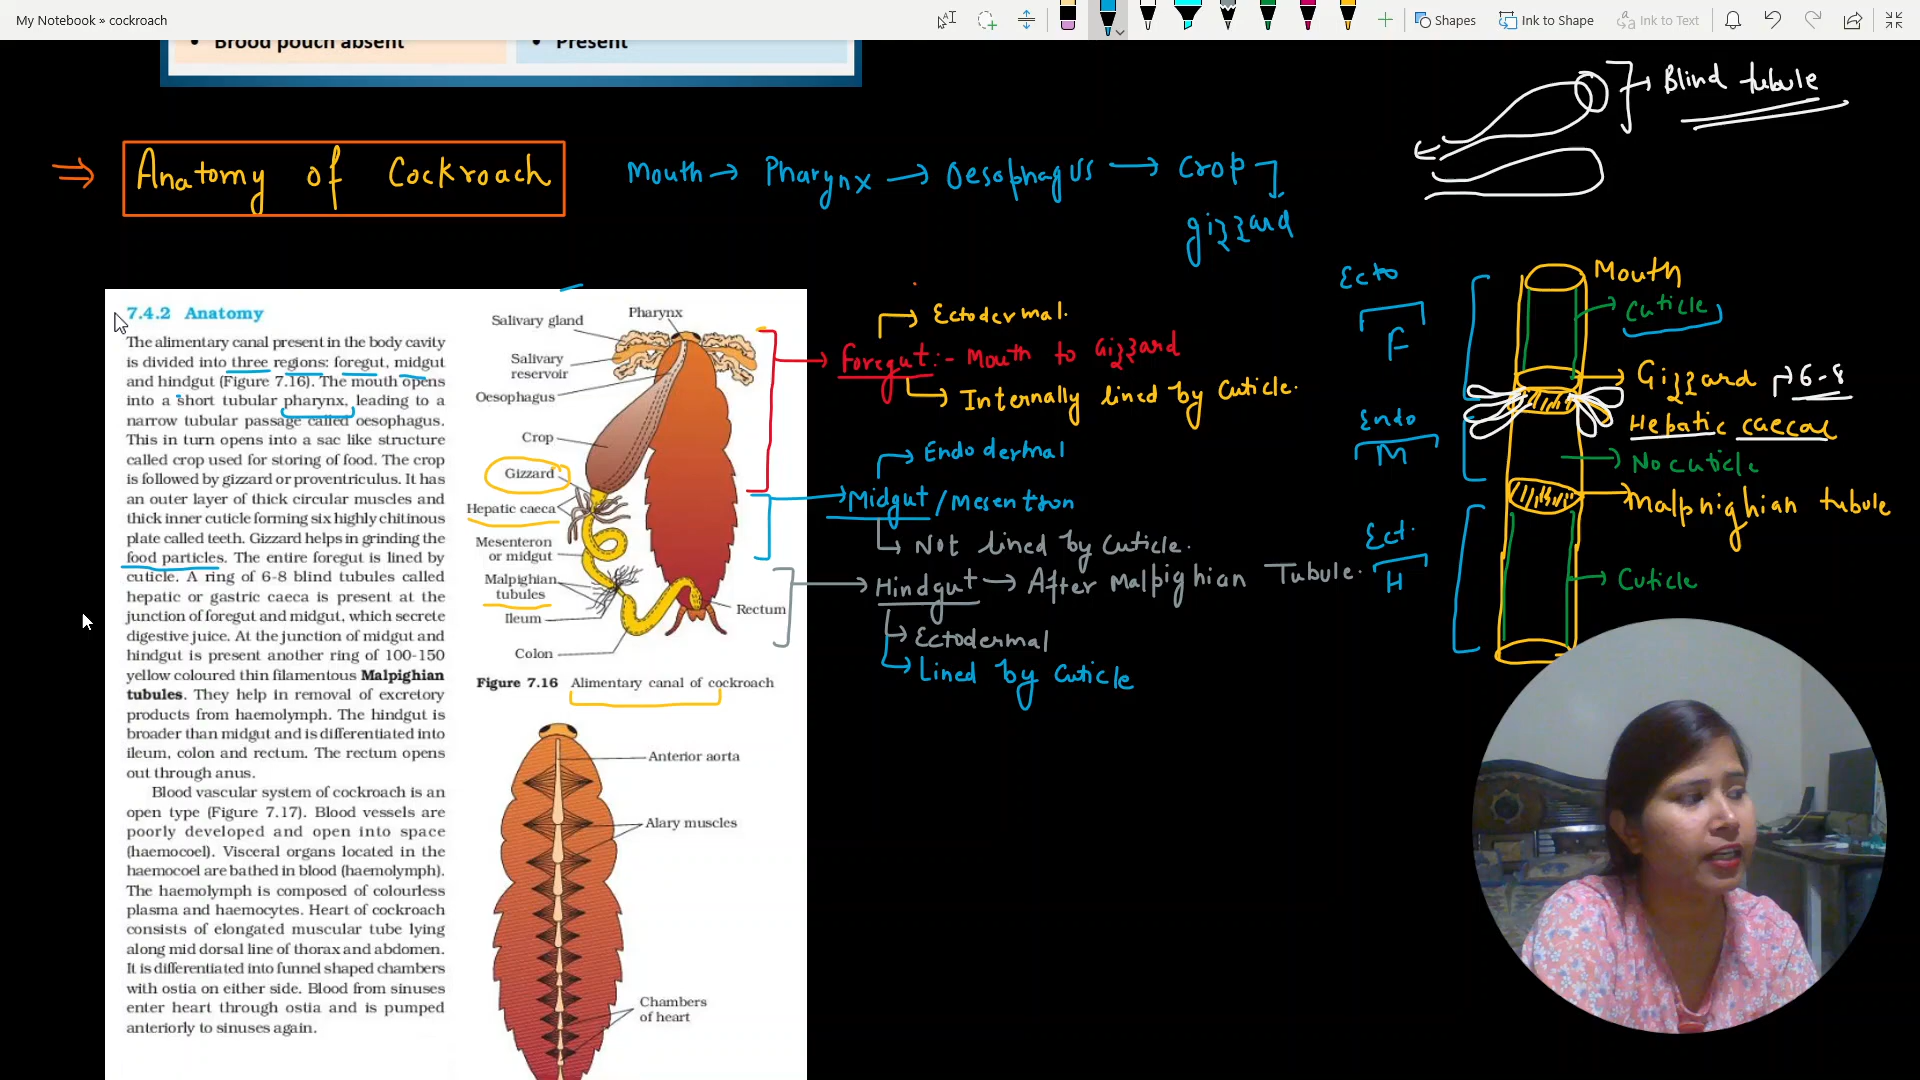 My Notebook » cockroach
Shapes
Ink to Shape
Ink to Text
• Brood pouch absent
• Present
Blind tubule
Anatomy of Cockroach
Mouth → Pharynx → Oesophagus → Crop
gizzard
7.4.2 Anatomy
The alimentary canal present in the body cavity
is divided into three regions: foregut, midgut
and hindgut (Figure 7.16). The mouth opens
into a short tubular pharynx, leading to a
narrow tubular passage called oesophagus.
This in turn opens into a sac like structure
called crop used for storing of food. The crop
is followed by gizzard or proventriculus. It has
an outer layer of thick circular muscles and
thick inner cuticle forming six highly chitinous
plate called teeth. Gizzard helps in grinding the
food particles. The entire foregut is lined by
cuticle. A ring of 6-8 blind tubules called
hepatic or gastric caeca is present at the
junction of foregut and midgut, which secrete
digestive juice. At the junction of midgut and
hindgut is present another ring of 100-150
yellow coloured thin filamentous Malpighian
tubules. They help in removal of excretory
products from haemolymph. The hindgut is
broader than midgut and is differentiated into
ileum, colon and rectum. The rectum opens
out through anus.
Blood vascular system of cockroach is an
open type (Figure 7.17). Blood vessels are
poorly developed and open into space
(haemocoel). Visceral organs located in the
haemocoel are bathed in blood (haemolymph).
The haemolymph is composed of colourless
plasma and haemocytes. Heart of cockroach
consists of elongated muscular tube lying
along mid dorsal line of thorax and abdomen.
It is differentiated into funnel shaped chambers
with ostia on either side. Blood from sinuses
enter heart through ostia and is pumped
anteriorly to sinuses again.
Pharynx
Salivary gland
Salivary
reservoir
Oesophagus
Crop
Gizzard
Hepatic caeca
Mesenteron
or midgut
Malpighian
tubules
Ileum
Rectum
Colon
Figure 7.16 Alimentary canal of cockroach
Anterior aorta
Alary muscles
Chambers
of heart
Ectodermal.
Foregut :- Mouth to Gizzard
Internally lined by Cuticle.
Endodermal
Midgut / Mesentron
Not lined by Cuticle.
Hindgut → After Malpighian Tubule.
Ectodermal
Lined by Cuticle
Ecto
F
Endo
M
Ect.
H
Mouth
Cuticle
Gizzard 6-8
Hepatic caecae
No cuticle
Malpnighian tubule
Cuticle